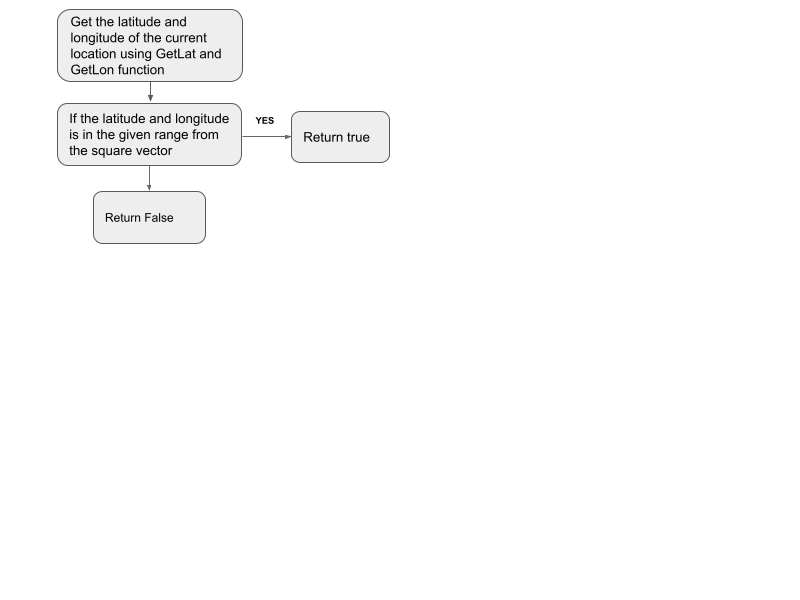 Get the latitude and
longitude of the current
location using GetLat and
GetLon function
If the latitude and longitude
is in the given range from
the square vector
YES
Return true
Return False